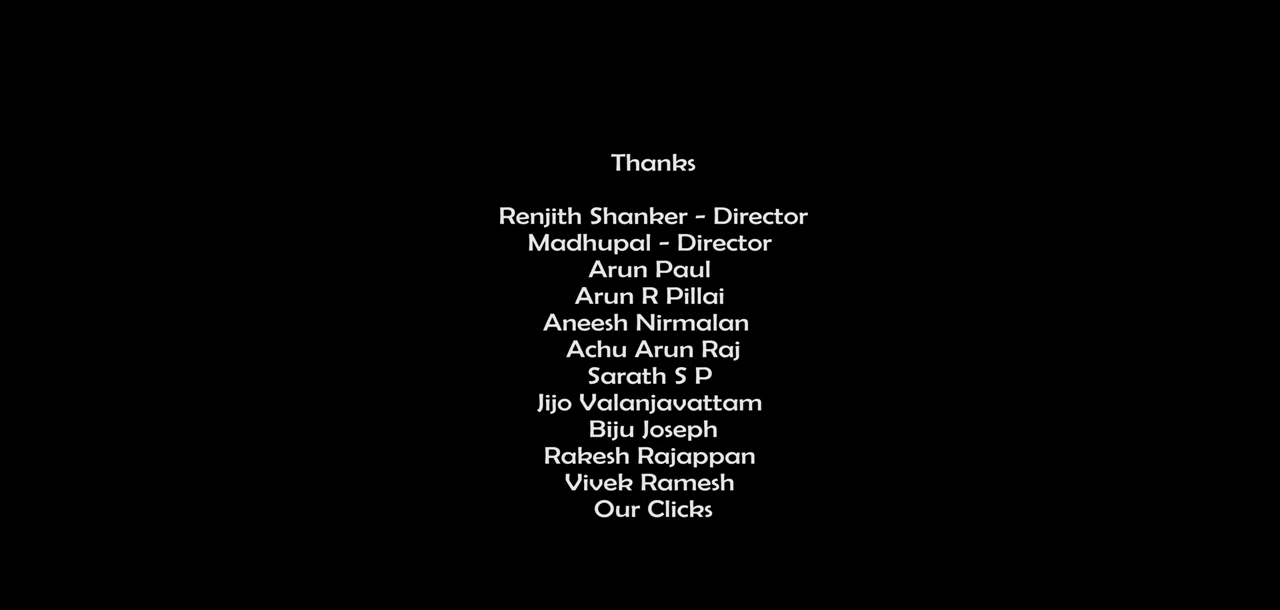 Thanks
Renjith Shanker - Director
Madhupal - Director
Arun Paul
Arun R Pillai
Aneesh Nirmalan
Achu Arun Raj
Sarath S P
Jijo Valanjavattam
Biju Joseph
Rakesh Rajappan
Vivek Ramesh
Our Clicks